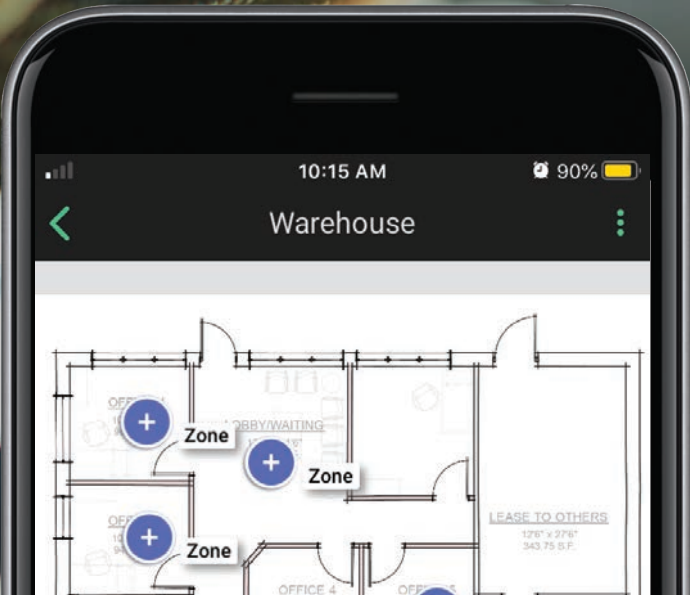 10:15 AM
90%
Warehouse
Zone
LOBBY/WAITING
Zone
LEASE TO OTHERS
12'6" x 27'6"
343.75 S.F.
Zone
OFFICE 4